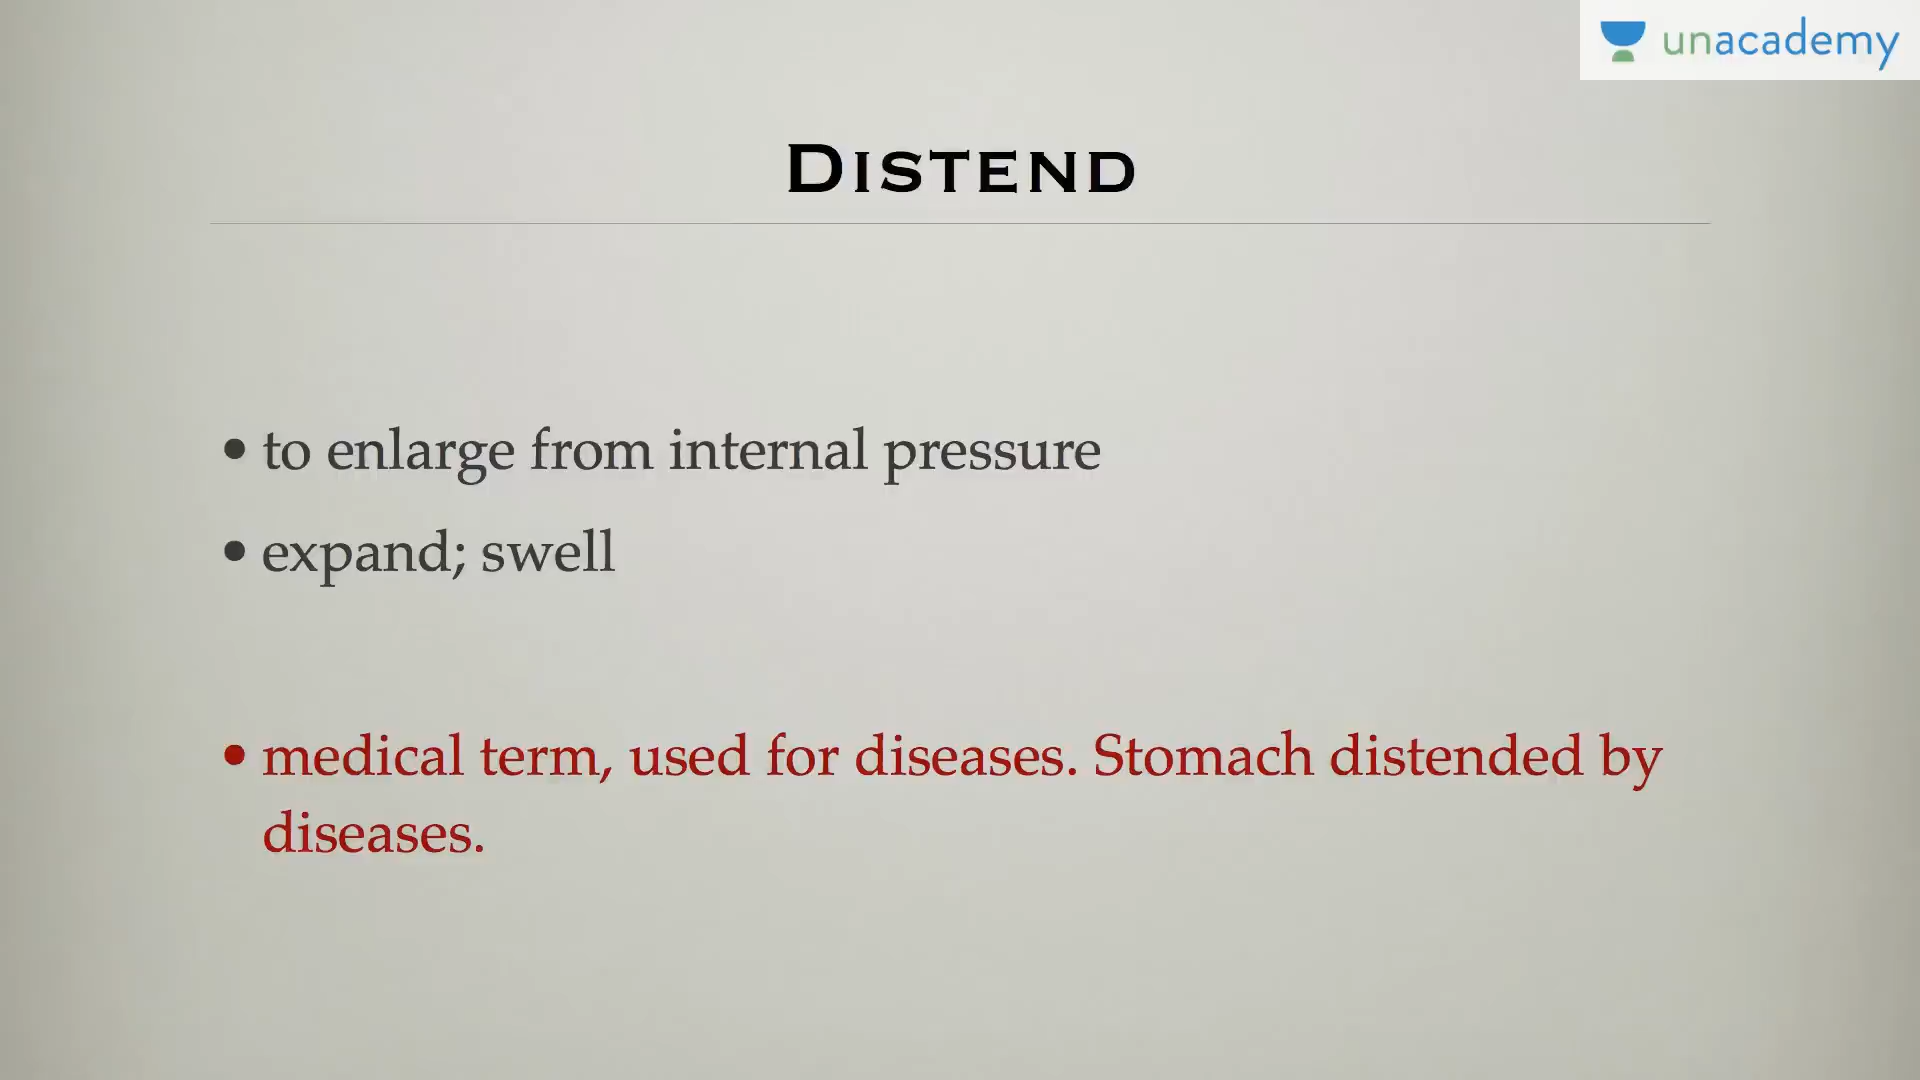 unacademy
DISTEND
• to enlarge from internal pressure
• expand; swell
• medical term, used for diseases. Stomach distended by
diseases.